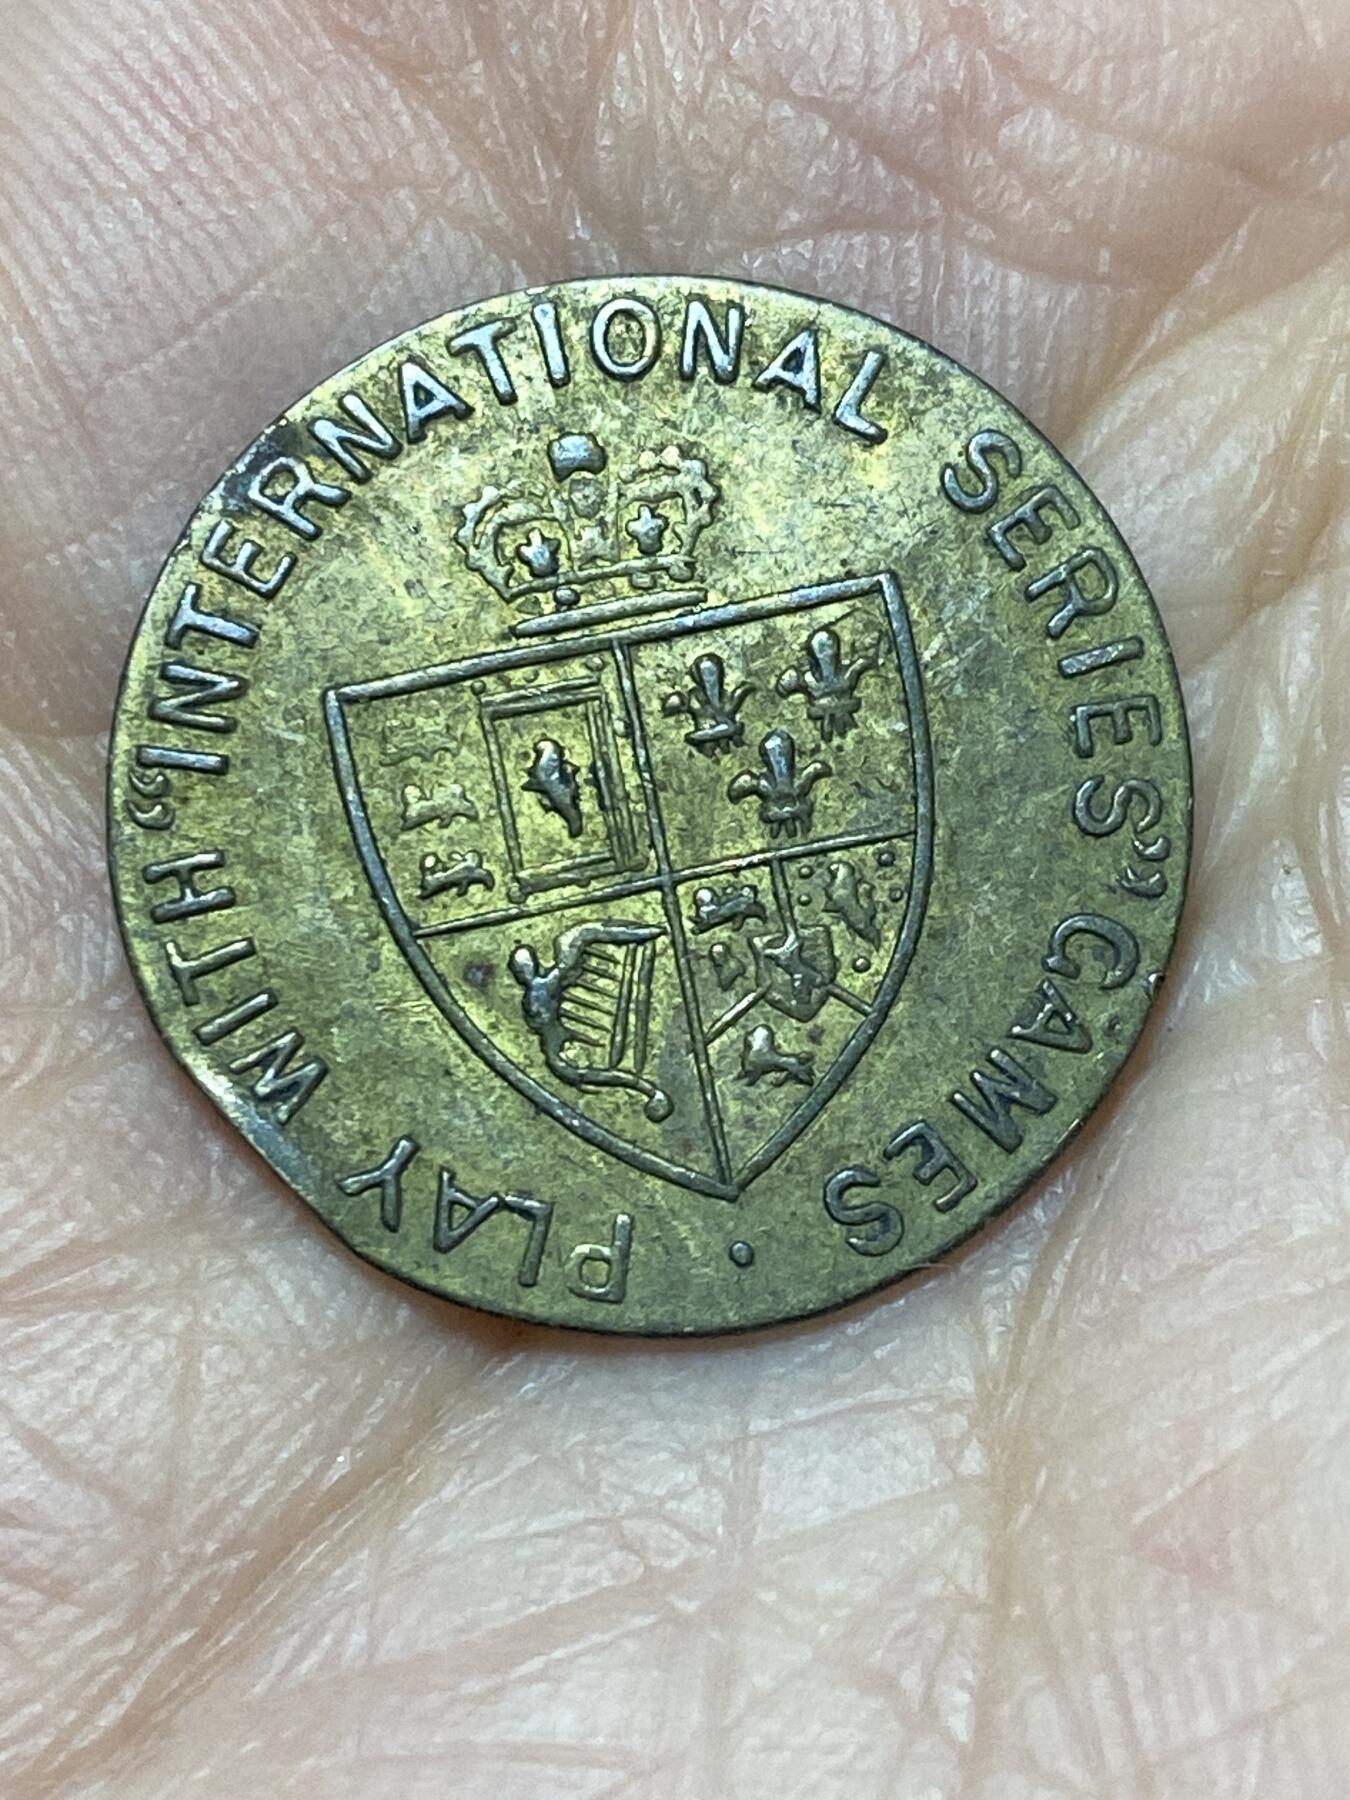 PLAY WITH “INTERNATIONAL SERIES” GAMES •